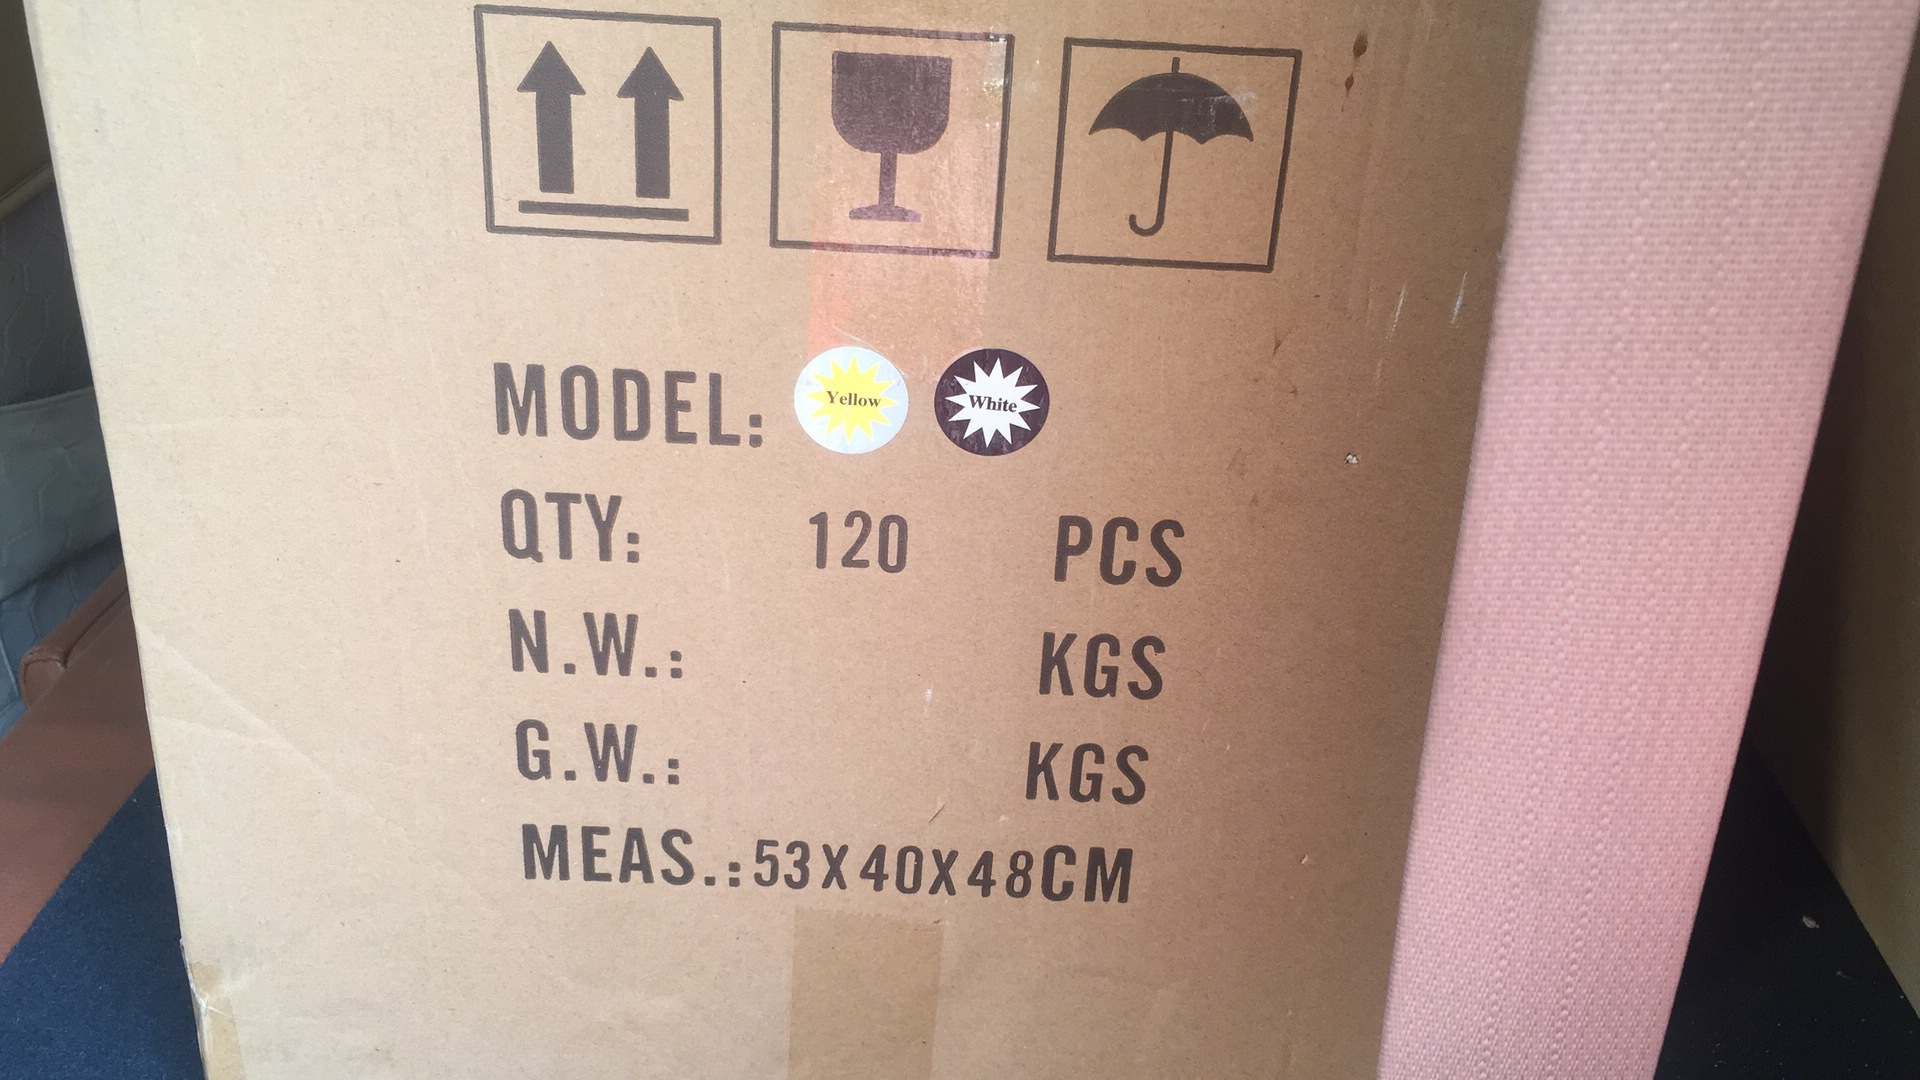 MODEL: Yellow White
QTY: 120 PCS
N.W.: KGS
G.W.: KGS
MEAS.:53X40X48CM